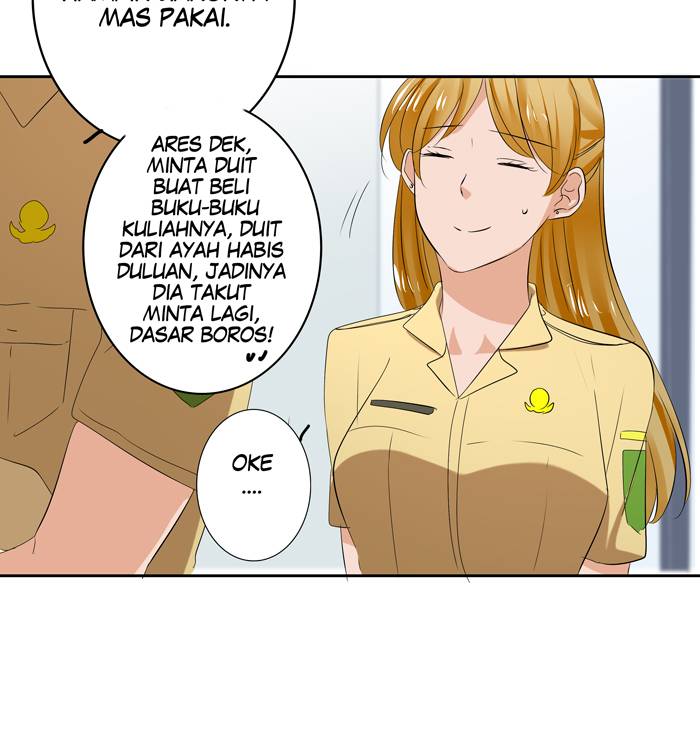 MAS PAKAI.
ARES DEK,
MINTA DUIT
BUAT BELI
BUKU-BUKU
KULIAHNYA, DUIT
DARI AYAH HABIS
DULUAN, JADINYA
DIA TAKUT
MINTA LAGI,
DASAR BOROS!
OKE
....